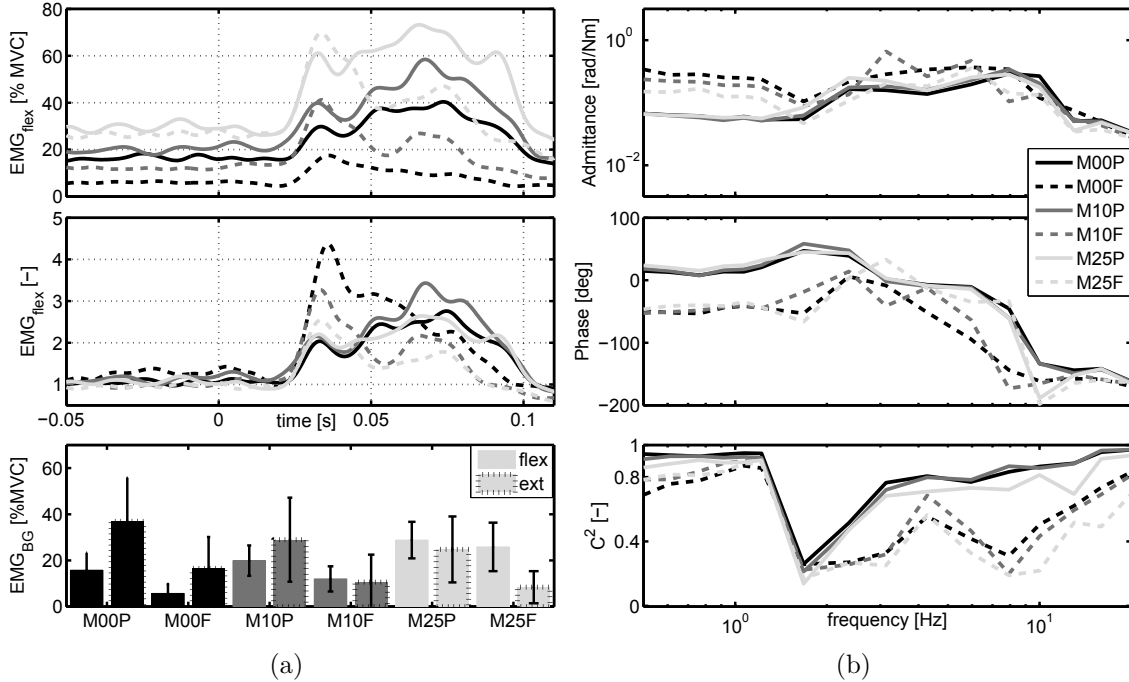 80
60
40
20
0
EMG_flex [% MVC]
5
4
3
2
1
EMG_flex [−]
−0.05
0
time [s]
0.05
0.1
60
40
20
0
EMG_BG [%MVC]
flex
ext
M00P
M00F
M10P
M10F
M25P
M25F
(a)
10^0
10^−2
Admittance [rad/Nm]
M00P
M00F
M10P
M10F
M25P
M25F
100
0
−100
−200
Phase [deg]
1
0.8
0.4
0
C^2 [−]
10^0
frequency [Hz]
10^1
(b)